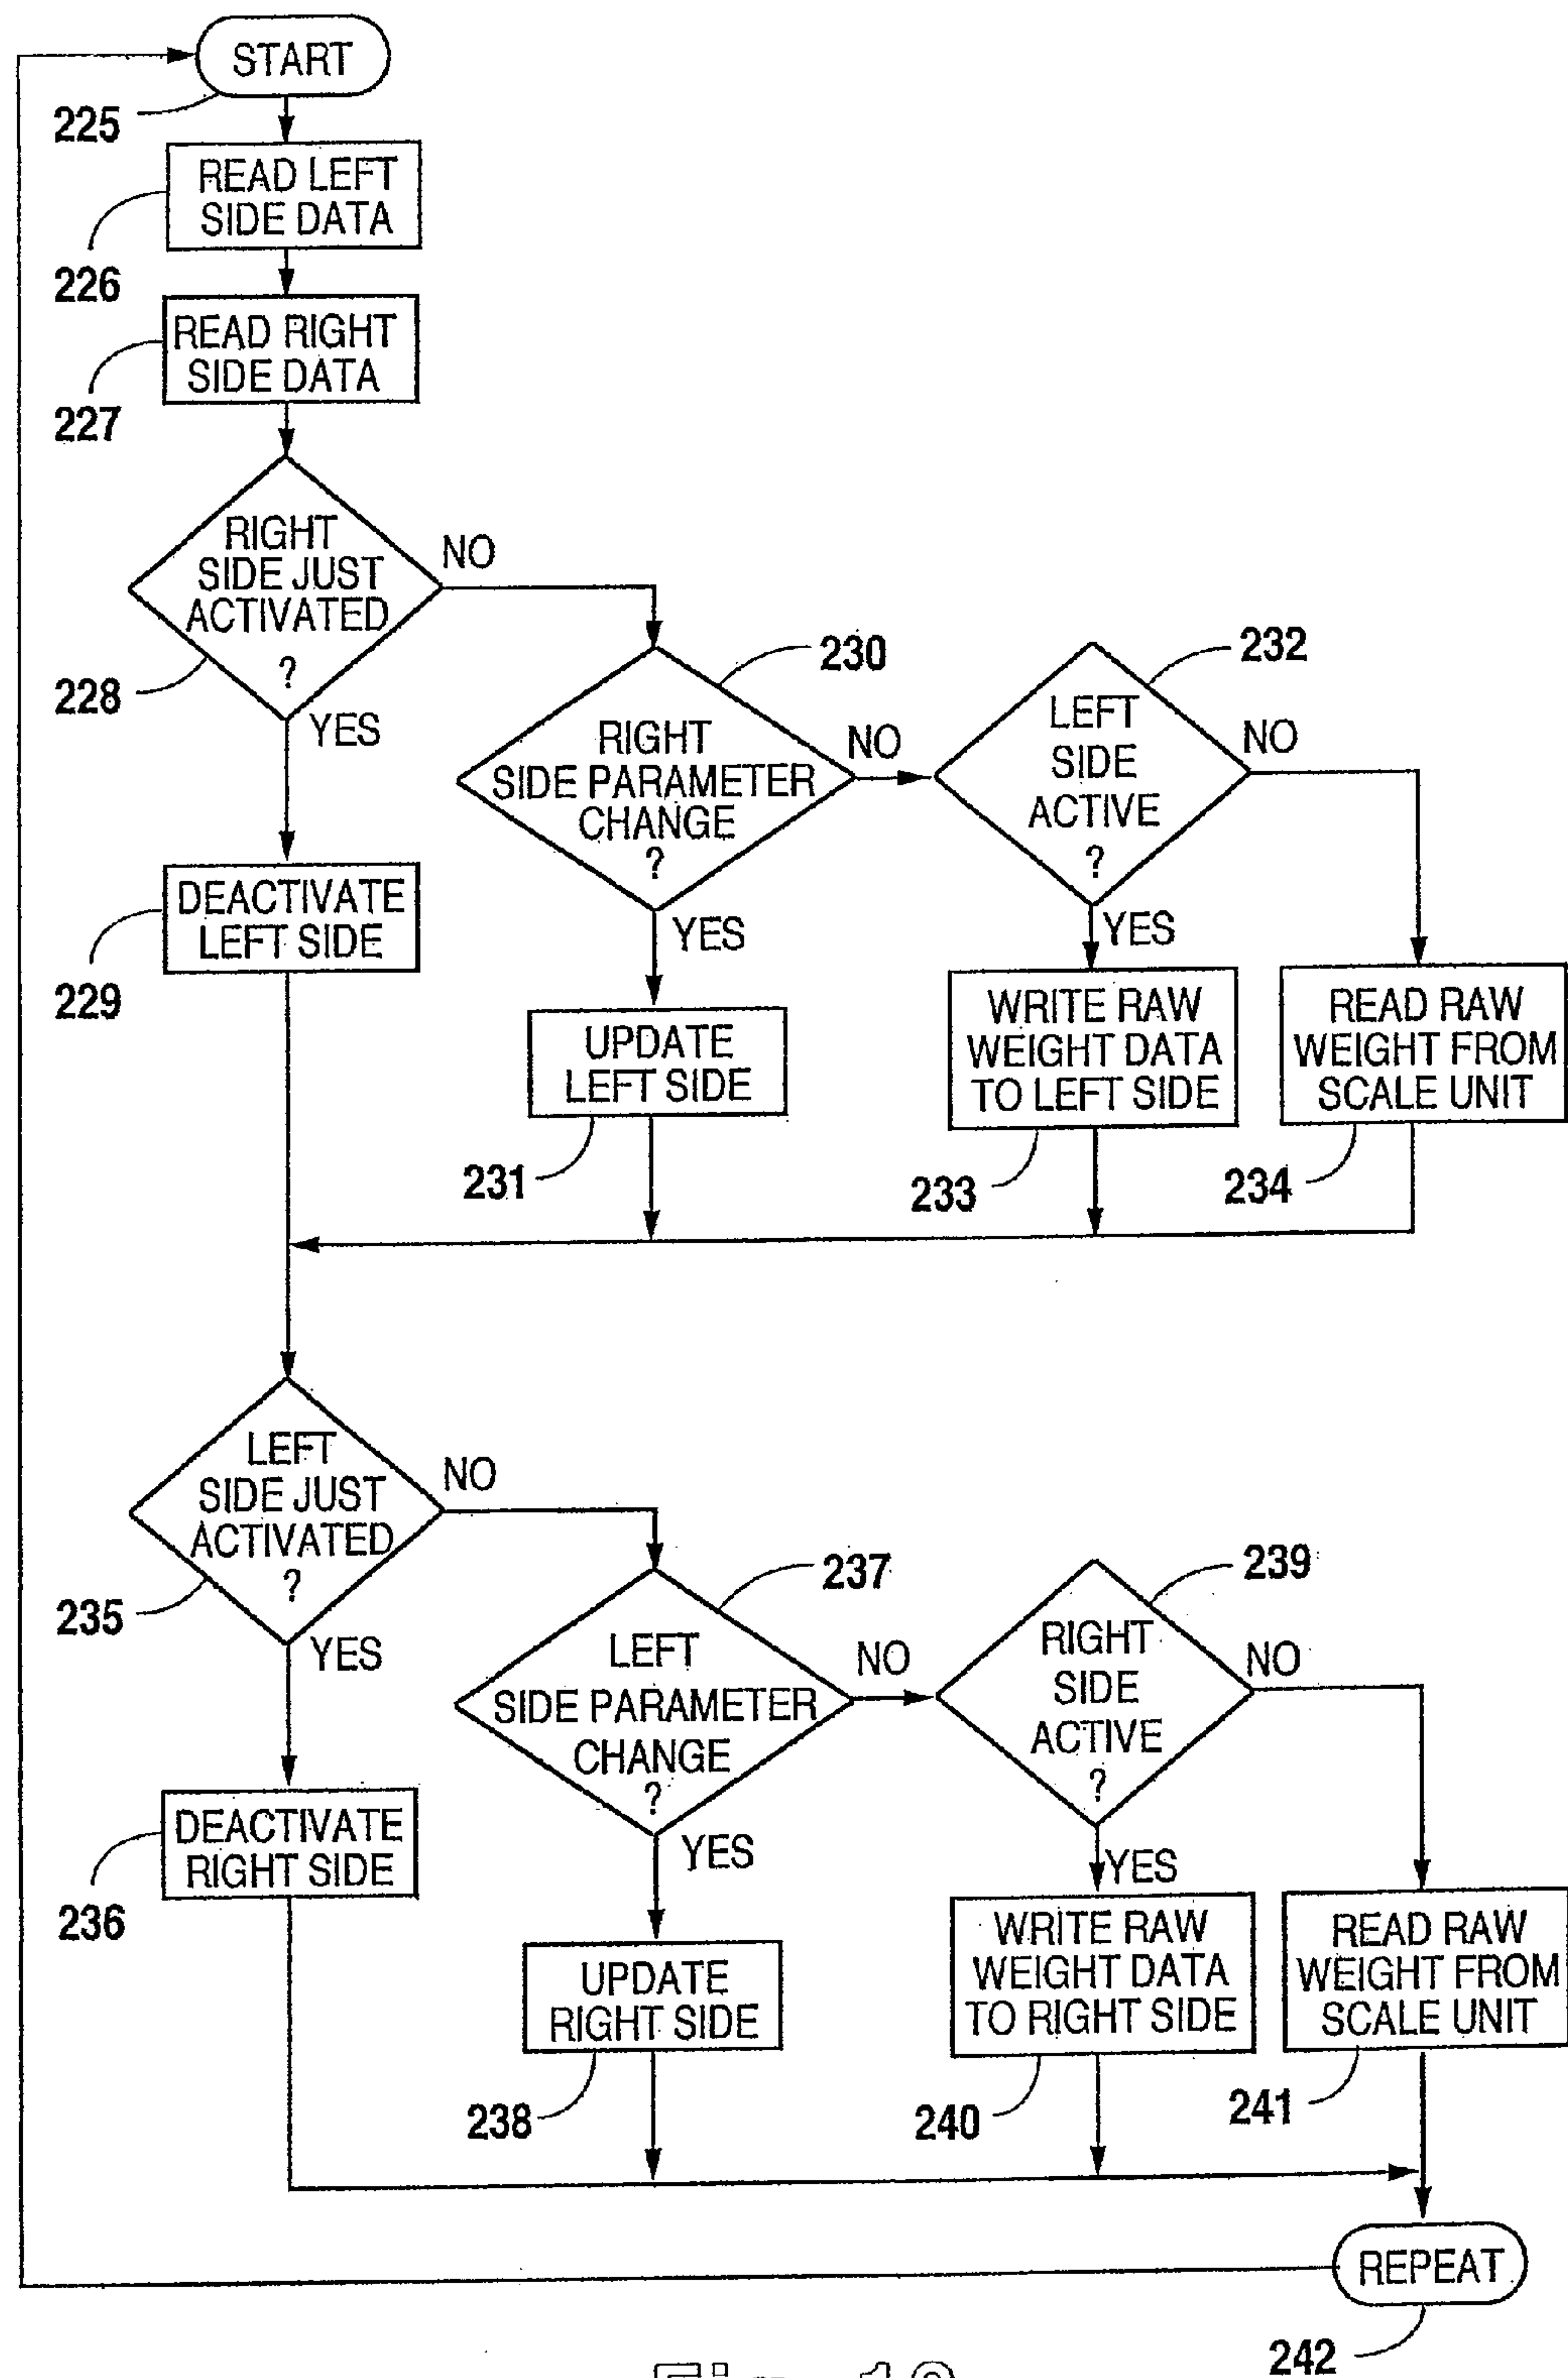 START
225
READ LEFT
SIDE DATA
226
READ RIGHT
SIDE DATA
227
RIGHT
SIDE JUST
ACTIVATED
?
NO
228
YES
230
RIGHT
SIDE PARAMETER
CHANGE
?
NO
YES
232
LEFT
SIDE
ACTIVE
?
NO
YES
DEACTIVATE
LEFT SIDE
229
UPDATE
LEFT SIDE
231
WRITE RAW
WEIGHT DATA
TO LEFT SIDE
233
READ RAW
WEIGHT FROM
SCALE UNIT
234
LEFT
SIDE JUST
ACTIVATED
?
NO
235
YES
237
LEFT
SIDE PARAMETER
CHANGE
?
NO
YES
239
RIGHT
SIDE
ACTIVE
?
NO
YES
DEACTIVATE
RIGHT SIDE
236
UPDATE
RIGHT SIDE
238
WRITE RAW
WEIGHT DATA
TO RIGHT SIDE
240
READ RAW
WEIGHT FROM
SCALE UNIT
241
REPEAT
242